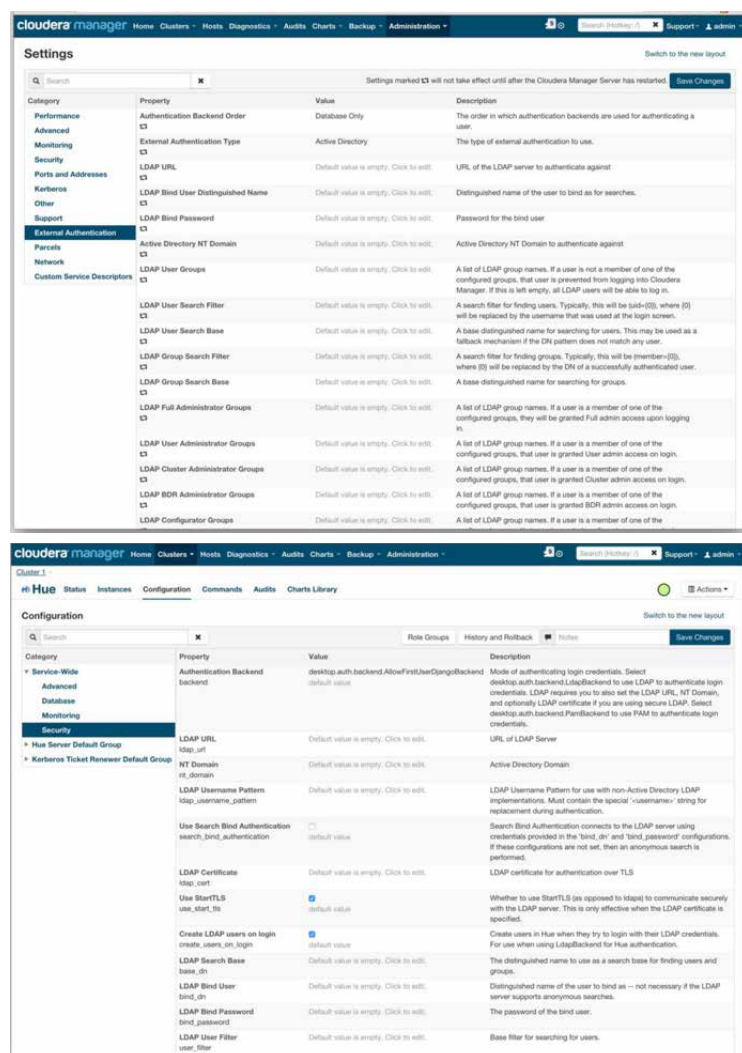 cloudera manager Home Clusters Hosts Diagnostics Audits Charts Backup Administration Search (Hotkey: /) Support admin
Settings
Switch to the new layout
Search
Settings marked will not take effect until after the Cloudera Manager Server has restarted. Save Changes
Category Property Value Description
Performance
Advanced
Monitoring
Security
Ports and Addresses
Kerberos
Other
Support
External Authentication
Parcels
Network
Custom Service Descriptors
Authentication Backend Order Database Only The order in which authentication backends are used for authenticating a
user.
External Authentication Type Active Directory The type of external authentication to use.
LDAP URL Default value is empty. Click to edit. URL of the LDAP server to authenticate against
LDAP Bind User Distinguished Name Default value is empty. Click to edit. Distinguished name of the user to bind as for searches.
LDAP Bind Password Default value is empty. Click to edit. Password for the bind user
Active Directory NT Domain Default value is empty. Click to edit. Active Directory NT Domain to authenticate against
LDAP User Groups Default value is empty. Click to edit. A list of LDAP group names. If a user is not a member of one of the
configured groups, that user is prevented from logging into Cloudera
Manager. If this is left empty, all LDAP users will be able to log in.
LDAP User Search Filter Default value is empty. Click to edit. A search filter for finding users. Typically, this will be (uid={0}), where {0}
will be replaced by the username that was used at the login screen.
LDAP User Search Base Default value is empty. Click to edit. A base distinguished name for searching for users. This may be used as a
fallback mechanism if the DN pattern does not match any user.
LDAP Group Search Filter Default value is empty. Click to edit. A search filter for finding groups. Typically, this will be (member={0}),
where {0} will be replaced by the DN of a successfully authenticated user.
LDAP Group Search Base Default value is empty. Click to edit. A base distinguished name for searching for groups.
LDAP Full Administrator Groups Default value is empty. Click to edit. A list of LDAP group names. If a user is a member of one of the
configured groups, they will be granted Full admin access upon logging
in.
LDAP User Administrator Groups Default value is empty. Click to edit. A list of LDAP group names. If a user is a member of one of the
configured groups, that user is granted User admin access on login.
LDAP Cluster Administrator Groups Default value is empty. Click to edit. A list of LDAP group names. If a user is a member of one of the
configured groups, that user is granted Cluster admin access on login.
LDAP BDR Administrator Groups Default value is empty. Click to edit. A list of LDAP group names. If a user is a member of one of the
configured groups, that user is granted BDR admin access on login.
LDAP Configurator Groups Default value is empty. Click to edit. A list of LDAP group names. If a user is a member of one of the
cloudera manager Home Clusters Hosts Diagnostics Audits Charts Backup Administration Search (Hotkey: /) Support admin
Cluster 1
Hue Status Instances Configuration Commands Audits Charts Library Actions
Configuration
Switch to the new layout
Search Role Groups History and Rollback Notes Save Changes
Category Property Value Description
Service-Wide
Advanced
Database
Monitoring
Security
Hue Server Default Group
Kerberos Ticket Renewer Default Group
Authentication Backend desktop.auth.backend.AllowFirstUserDjangoBackend Mode of authenticating login credentials. Select
backend default value desktop.auth.backend.LdapBackend to use LDAP to authenticate login
credentials. LDAP requires you to also set the LDAP URL, NT Domain,
and optionally LDAP certificate if you are using secure LDAP. Select
desktop.auth.backend.PamBackend to use PAM to authenticate login
credentials.
LDAP URL Default value is empty. Click to edit. URL of LDAP Server
ldap_url
NT Domain Default value is empty. Click to edit. Active Directory Domain
nt_domain
LDAP Username Pattern Default value is empty. Click to edit. LDAP Username Pattern for use with non-Active Directory LDAP
ldap_username_pattern implementations. Must contain the special '<username>' string for
replacement during authentication.
Use Search Bind Authentication Search Bind Authentication connects to the LDAP server using
search_bind_authentication default value credentials provided in the 'bind_dn' and 'bind_password' configurations.
If these configurations are not set, then an anonymous search is
performed.
LDAP Certificate Default value is empty. Click to edit. LDAP certificate for authentication over TLS
ldap_cert
Use StartTLS Whether to use StartTLS (as opposed to ldaps) to communicate securely
use_start_tls default value with the LDAP server. This is only effective when the LDAP certificate is
specified.
Create LDAP users on login Create users in Hue when they try to login with their LDAP credentials.
create_users_on_login default value For use when using LdapBackend for Hue authentication.
LDAP Search Base Default value is empty. Click to edit. The distinguished name to use as a search base for finding users and
base_dn groups.
LDAP Bind User Default value is empty. Click to edit. Distinguished name of the user to bind as -- not necessary if the LDAP
bind_dn server supports anonymous searches.
LDAP Bind Password Default value is empty. Click to edit. The password of the bind user.
bind_password
LDAP User Filter Default value is empty. Click to edit. Base filter for searching for users.
user_filter